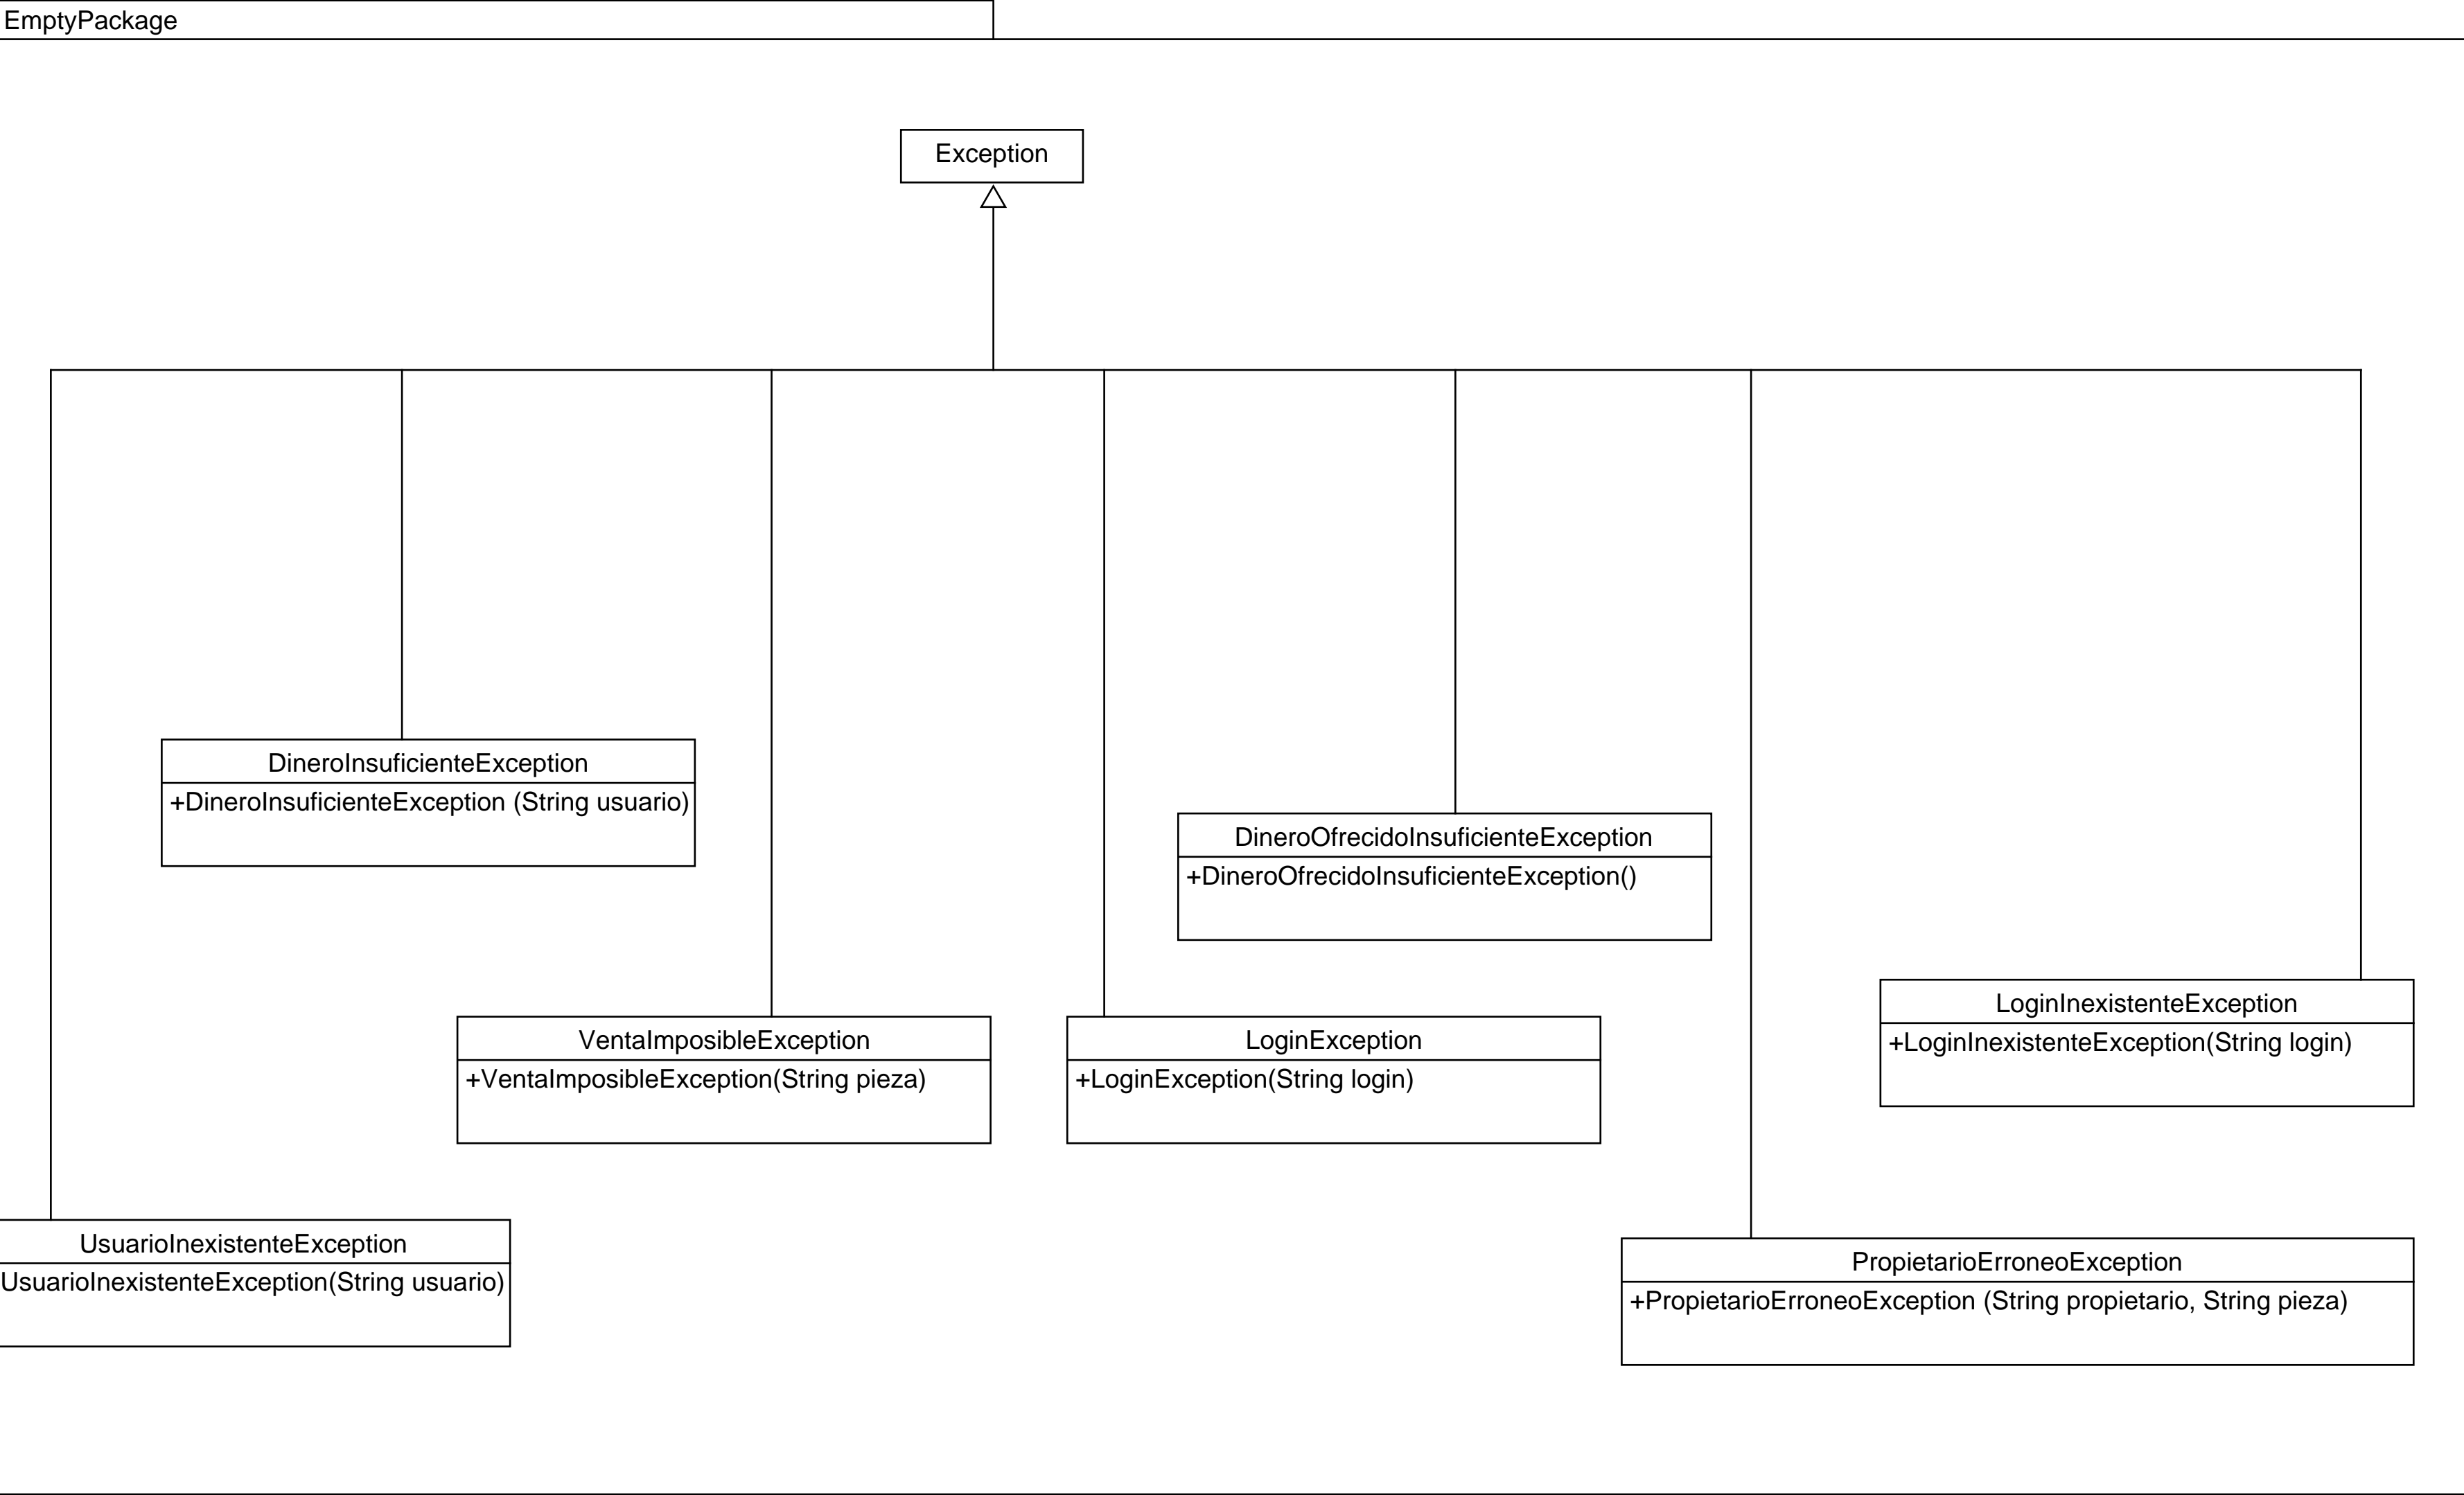 EmptyPackage
Exception
DineroInsuficienteException
+DineroInsuficienteException (String usuario)
DineroOfrecidoInsuficienteException
+DineroOfrecidoInsuficienteException()
LoginInexistenteException
+LoginInexistenteException(String login)
VentaImposibleException
+VentaImposibleException(String pieza)
LoginException
+LoginException(String login)
UsuarioInexistenteException
UsuarioInexistenteException(String usuario)
PropietarioErroneoException
+PropietarioErroneoException (String propietario, String pieza)